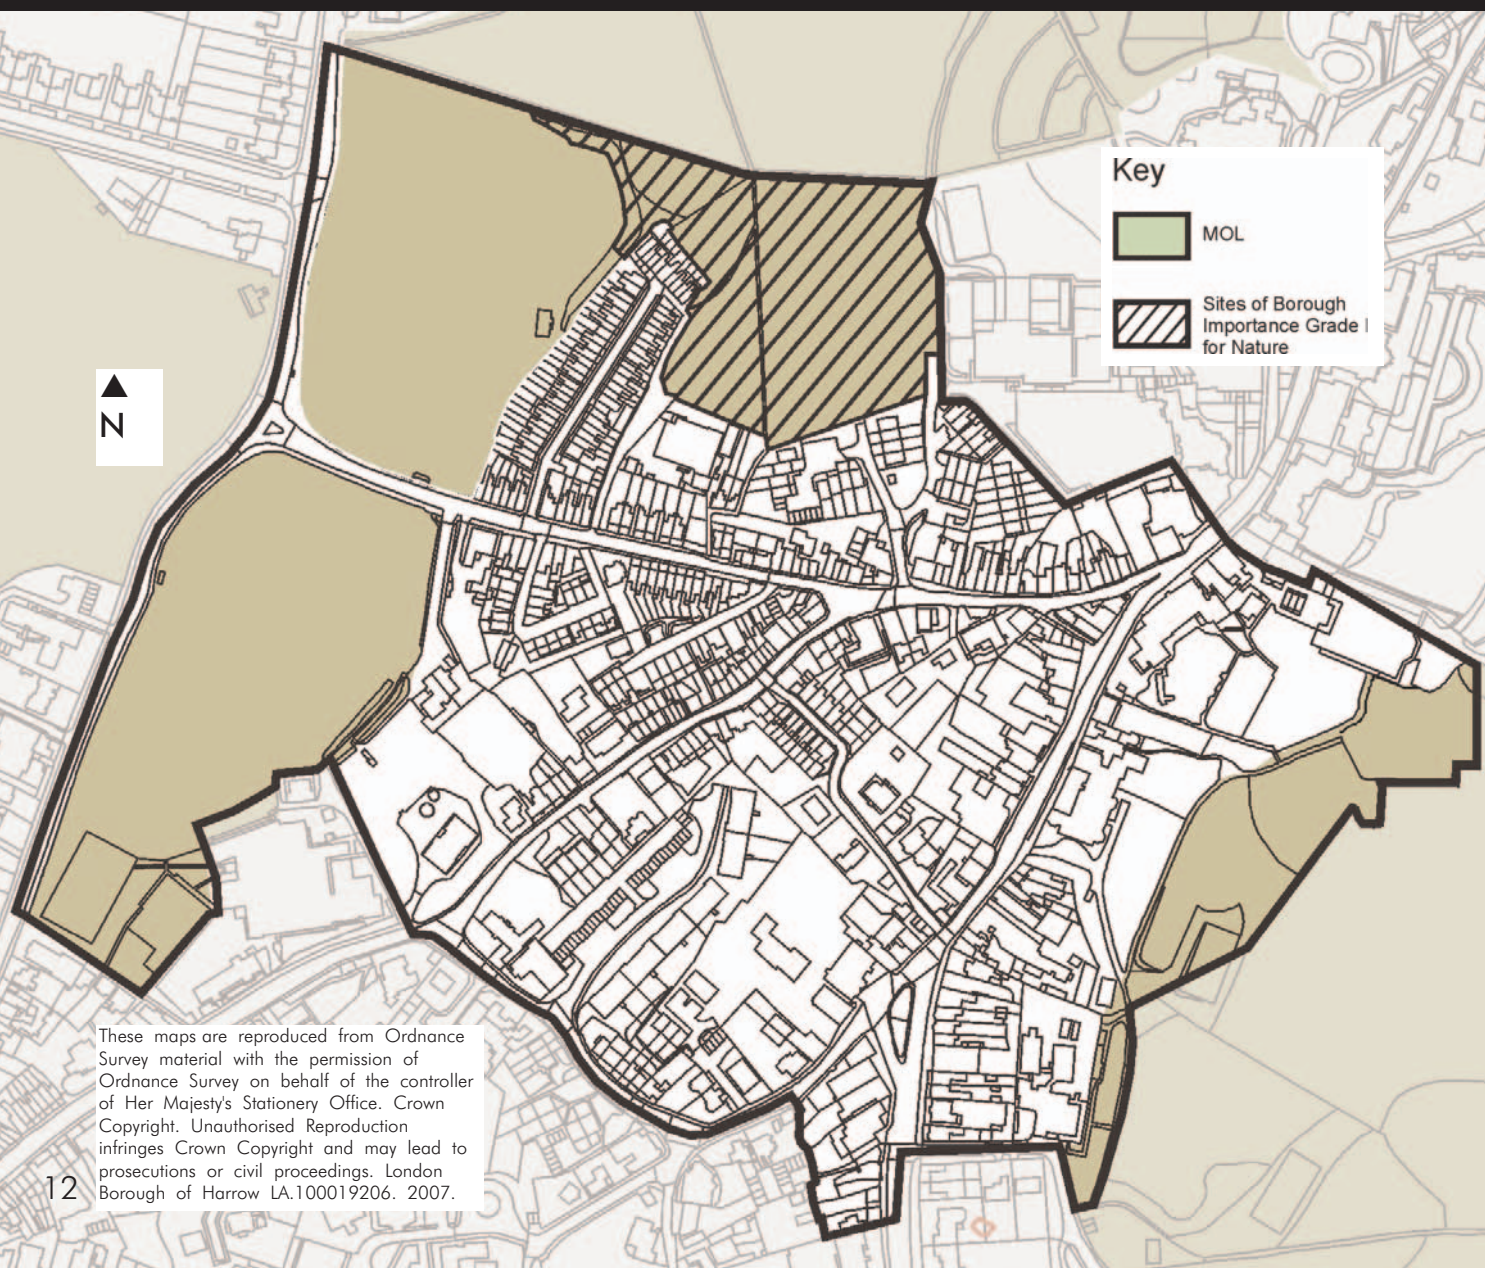 Key
MOL
Sites of Borough
Importance Grade I
for Nature
N
These maps are reproduced from Ordnance
Survey material with the permission of
Ordnance Survey on behalf of the controller
of Her Majesty's Stationery Office. Crown
Copyright. Unauthorised Reproduction
infringes Crown Copyright and may lead to
prosecutions or civil proceedings. London
Borough of Harrow LA.100019206. 2007.
12